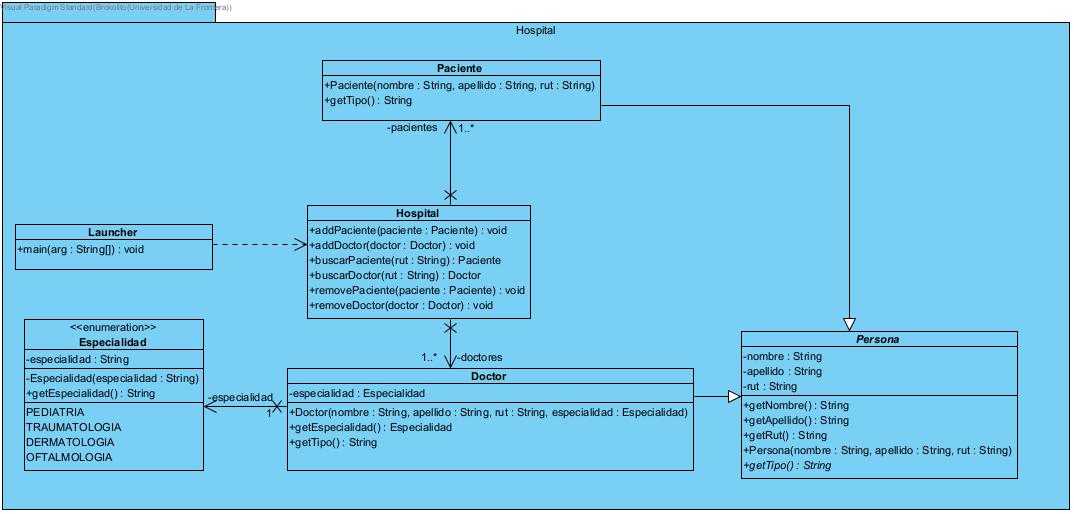 Visual Paradigm Standard(Brokolito(Universidad de La Frontera))
Hospital
Paciente
+Paciente(nombre : String, apellido : String, rut : String)
+getTipo() : String
-pacientes 1..*
Hospital
+addPaciente(paciente : Paciente) : void
+addDoctor(doctor : Doctor) : void
+buscarPaciente(rut : String) : Paciente
+buscarDoctor(rut : String) : Doctor
+removePaciente(paciente : Paciente) : void
+removeDoctor(doctor : Doctor) : void
Launcher
+main(arg : String[]) : void
<<enumeration>>
Especialidad
-especialidad : String
-Especialidad(especialidad : String)
+getEspecialidad() : String
PEDIATRIA
TRAUMATOLOGIA
DERMATOLOGIA
OFTALMOLOGIA
-especialidad
1
1..* -doctores
Doctor
-especialidad : Especialidad
+Doctor(nombre : String, apellido : String, rut : String, especialidad : Especialidad)
+getEspecialidad() : Especialidad
+getTipo() : String
Persona
-nombre : String
-apellido : String
-rut : String
+getNombre() : String
+getApellido() : String
+getRut() : String
+Persona(nombre : String, apellido : String, rut : String)
+getTipo() : String